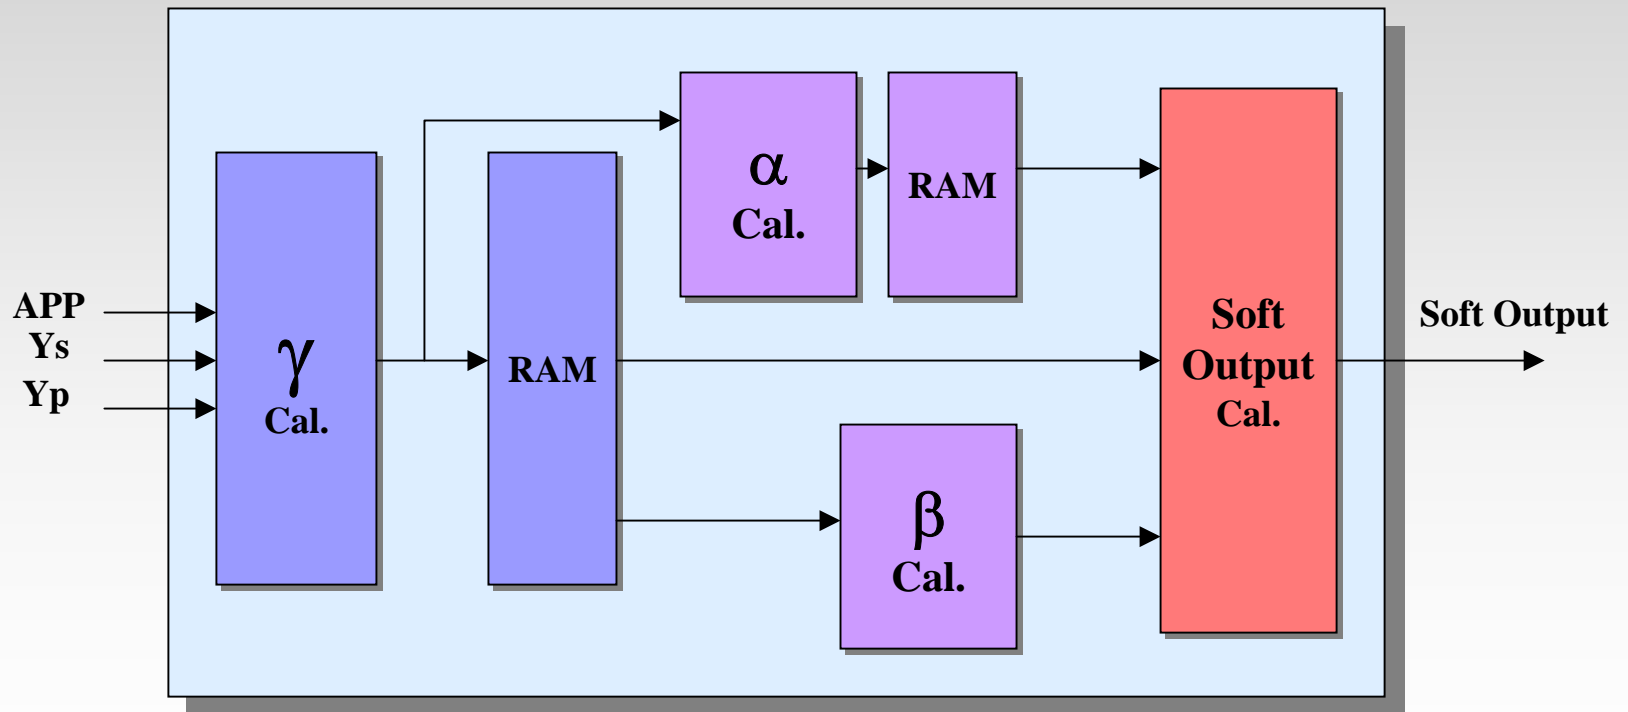 APP
Ys
Yp
γ
Cal.
RAM
α
Cal.
RAM
β
Cal.
Soft
Output
Cal.
Soft Output